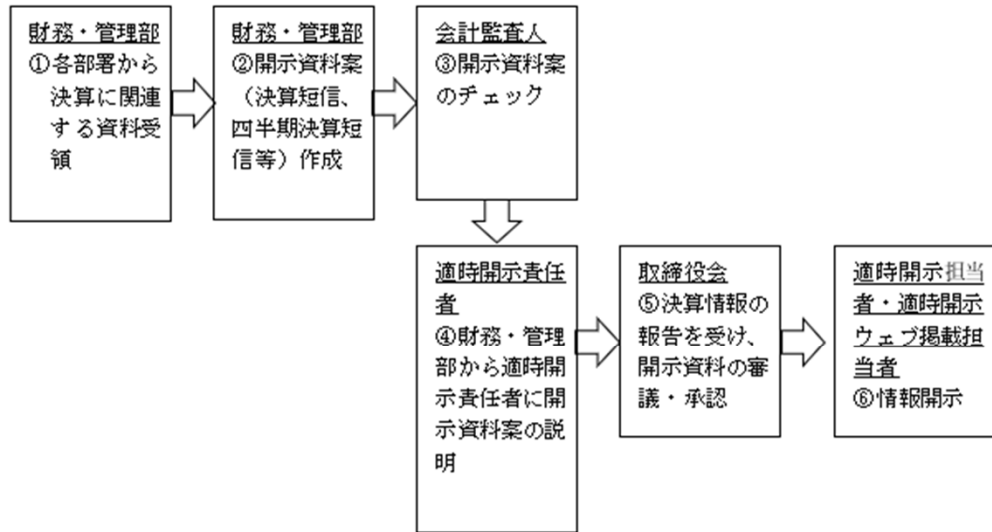 財務・管理部
①各部署から
決算に関連
する資料受
領
財務・管理部
②開示資料案
（決算短信、
四半期決算短
信等）作成
会計監査人
③開示資料案
のチェック
適時開示責任
者
④財務・管理
部から適時開
示責任者に開
示資料案の説
明
取締役会
⑤決算情報の
報告を受け、
開示資料の審
議・承認
適時開示担当
者・適時開示
ウェブ掲載担
当者
⑥情報開示